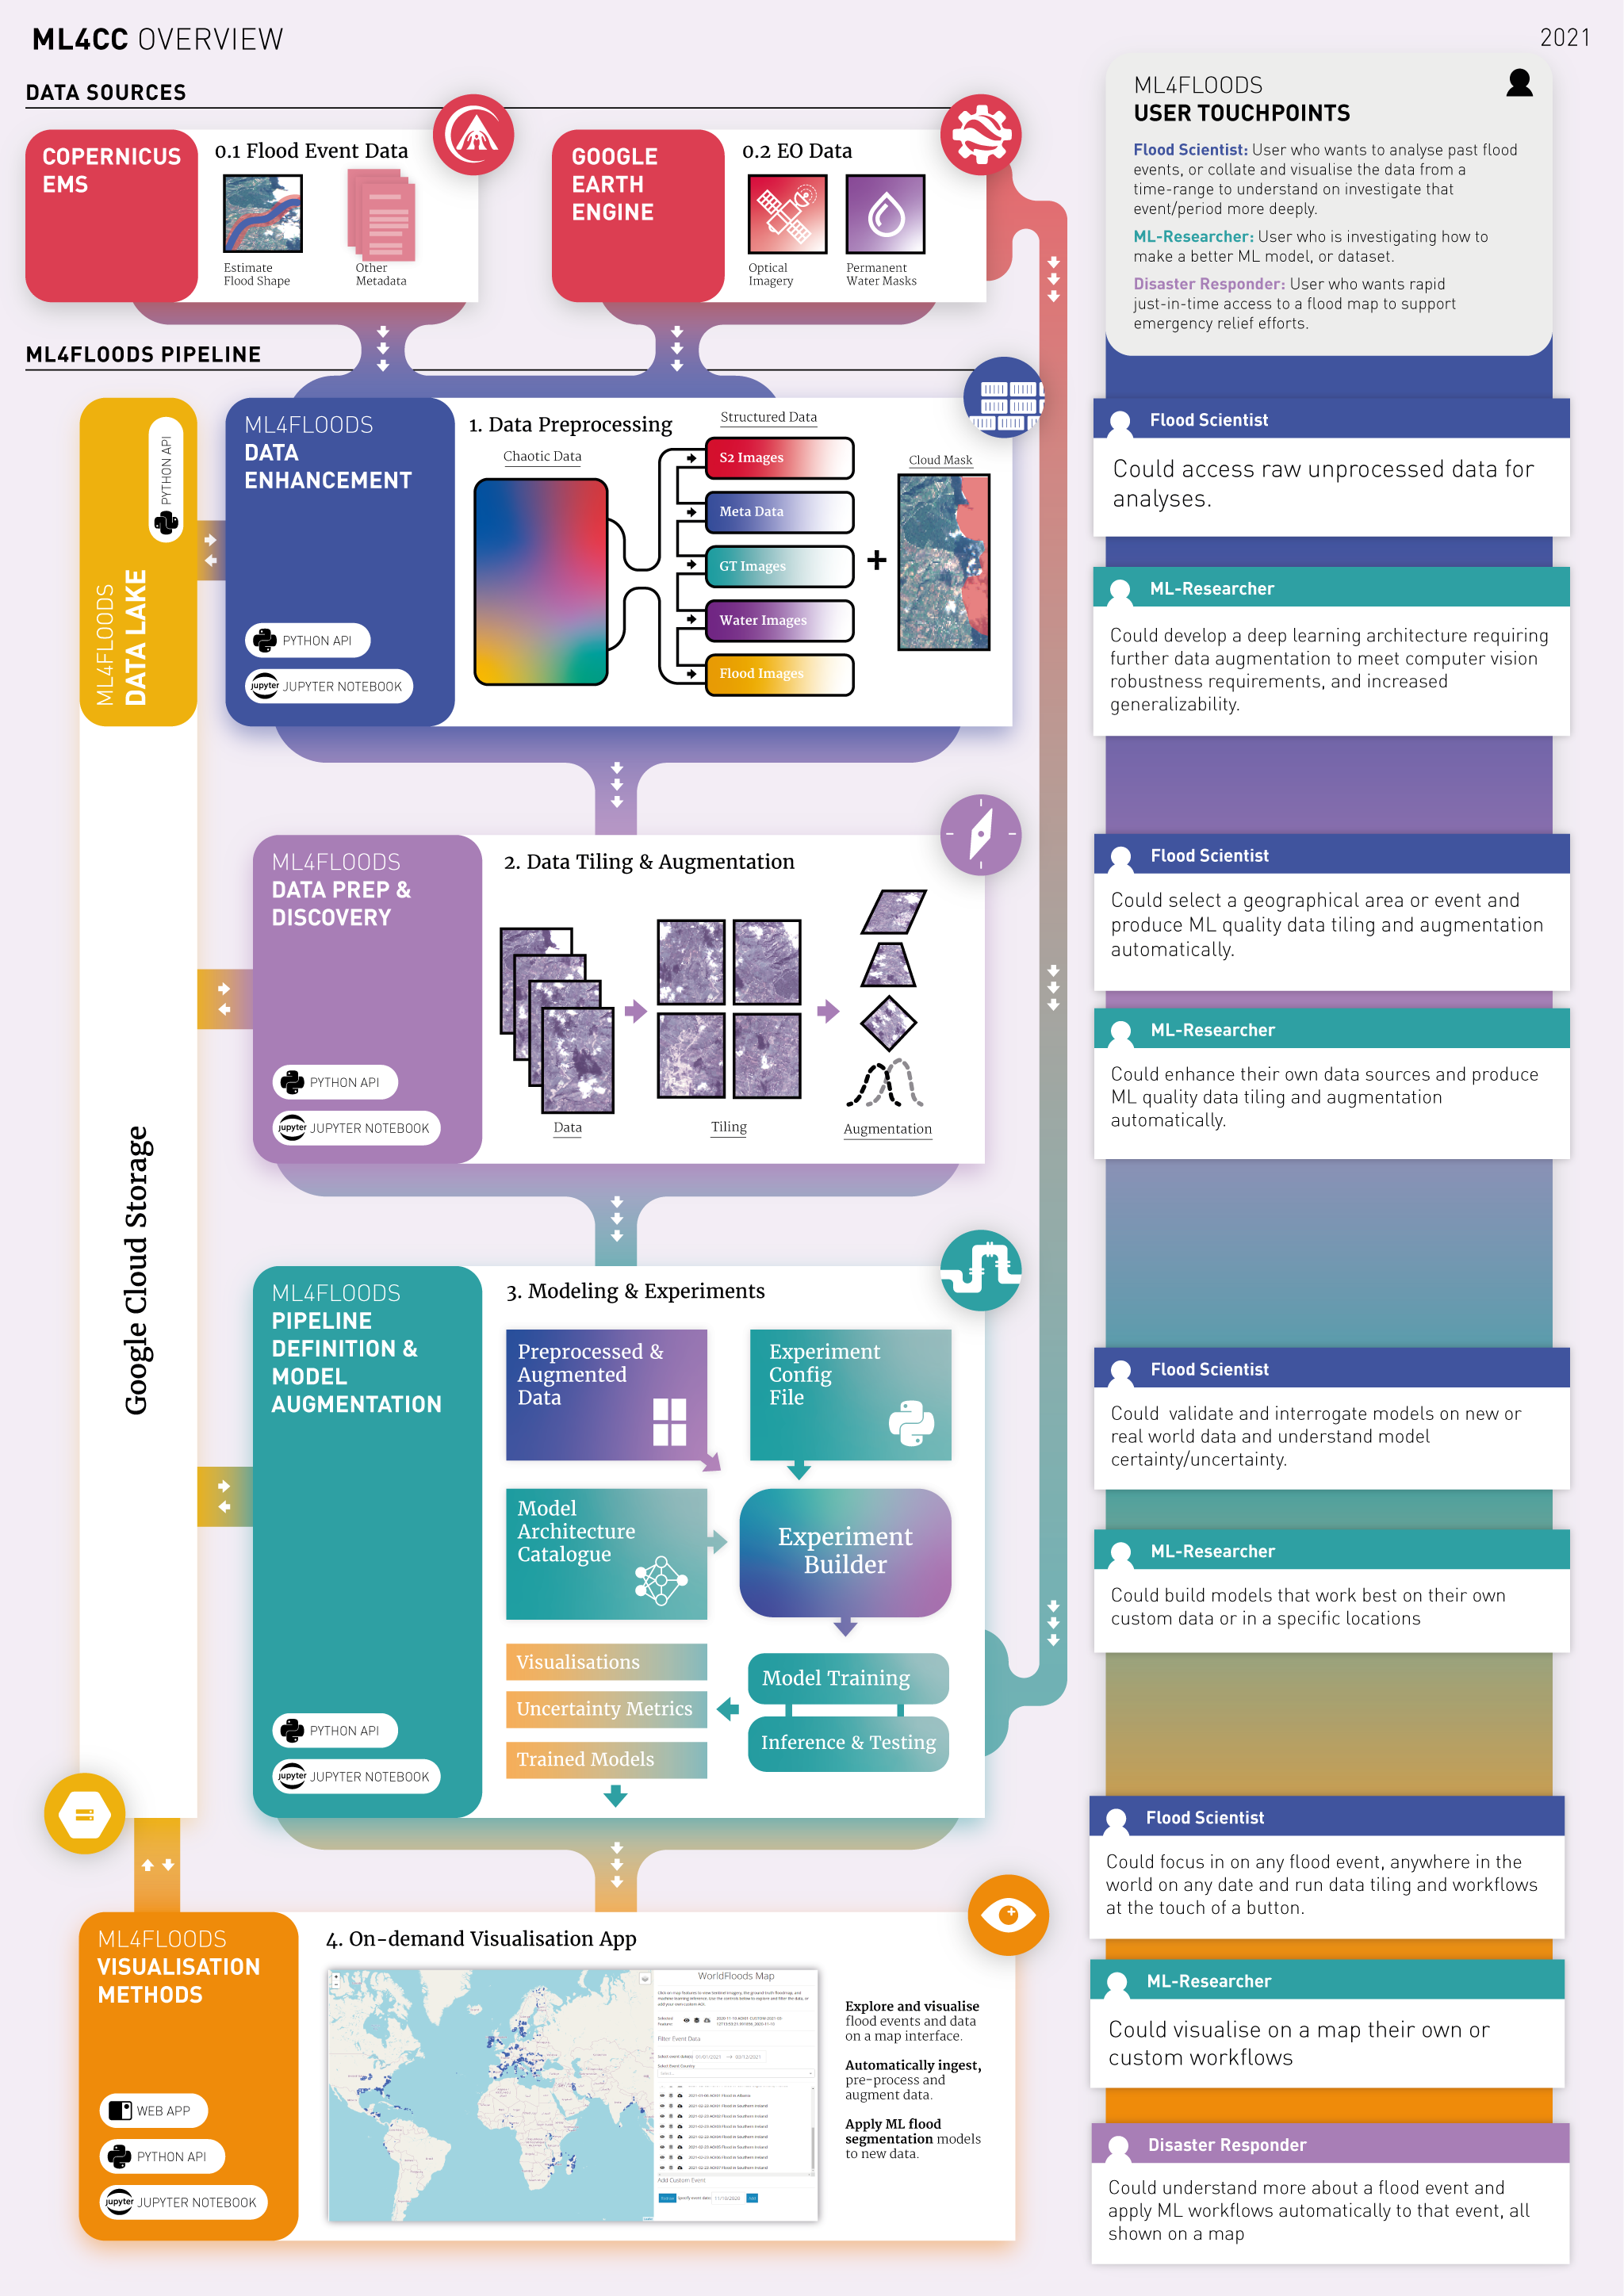 ML4CC OVERVIEW
2021
DATA SOURCES
COPERNICUS
EMS
0.1 Flood Event Data
Estimate
Flood Shape
Other
Metadata
GOOGLE
EARTH
ENGINE
0.2 EO Data
Optical
Imagery
Permanent
Water Masks
ML4FLOODS
USER TOUCHPOINTS
Flood Scientist: User who wants to analyse past flood
events, or collate and visualise the data from a
time-range to understand on investigate that
event/period more deeply.
ML-Researcher: User who is investigating how to
make a better ML model, or dataset.
Disaster Responder: User who wants rapid
just-in-time access to a flood map to support
emergency relief efforts.
ML4FLOODS PIPELINE
ML4FLOODS
DATA LAKE
PYTHON API
Google Cloud Storage
ML4FLOODS
DATA
ENHANCEMENT
PYTHON API
jupyter JUPYTER NOTEBOOK
1. Data Preprocessing
Chaotic Data
Structured Data
S2 Images
Meta Data
GT Images
Water Images
Flood Images
+
Cloud Mask
Flood Scientist
Could access raw unprocessed data for
analyses.
ML-Researcher
Could develop a deep learning architecture requiring
further data augmentation to meet computer vision
robustness requirements, and increased
generalizability.
ML4FLOODS
DATA PREP &
DISCOVERY
PYTHON API
jupyter JUPYTER NOTEBOOK
2. Data Tiling & Augmentation
Data
Tiling
Augmentation
Flood Scientist
Could select a geographical area or event and
produce ML quality data tiling and augmentation
automatically.
ML-Researcher
Could enhance their own data sources and produce
ML quality data tiling and augmentation
automatically.
ML4FLOODS
PIPELINE
DEFINITION &
MODEL
AUGMENTATION
PYTHON API
jupyter JUPYTER NOTEBOOK
3. Modeling & Experiments
Preprocessed &
Augmented
Data
Experiment
Config
File
Model
Architecture
Catalogue
Experiment
Builder
Visualisations
Uncertainty Metrics
Trained Models
Model Training
Inference & Testing
Flood Scientist
Could validate and interrogate models on new or
real world data and understand model
certainty/uncertainty.
ML-Researcher
Could build models that work best on their own
custom data or in a specific locations
Flood Scientist
Could focus in on any flood event, anywhere in the
world on any date and run data tiling and workflows
at the touch of a button.
ML4FLOODS
VISUALISATION
METHODS
WEB APP
PYTHON API
jupyter JUPYTER NOTEBOOK
4. On-demand Visualisation App
WorldFloods Map
Filter Event Data
Select Event Country
Add Custom Event
Explore and visualise
flood events and data
on a map interface.
Automatically ingest,
pre-process and
augment data.
Apply ML flood
segmentation models
to new data.
ML-Researcher
Could visualise on a map their own or
custom workflows
Disaster Responder
Could understand more about a flood event and
apply ML workflows automatically to that event, all
shown on a map